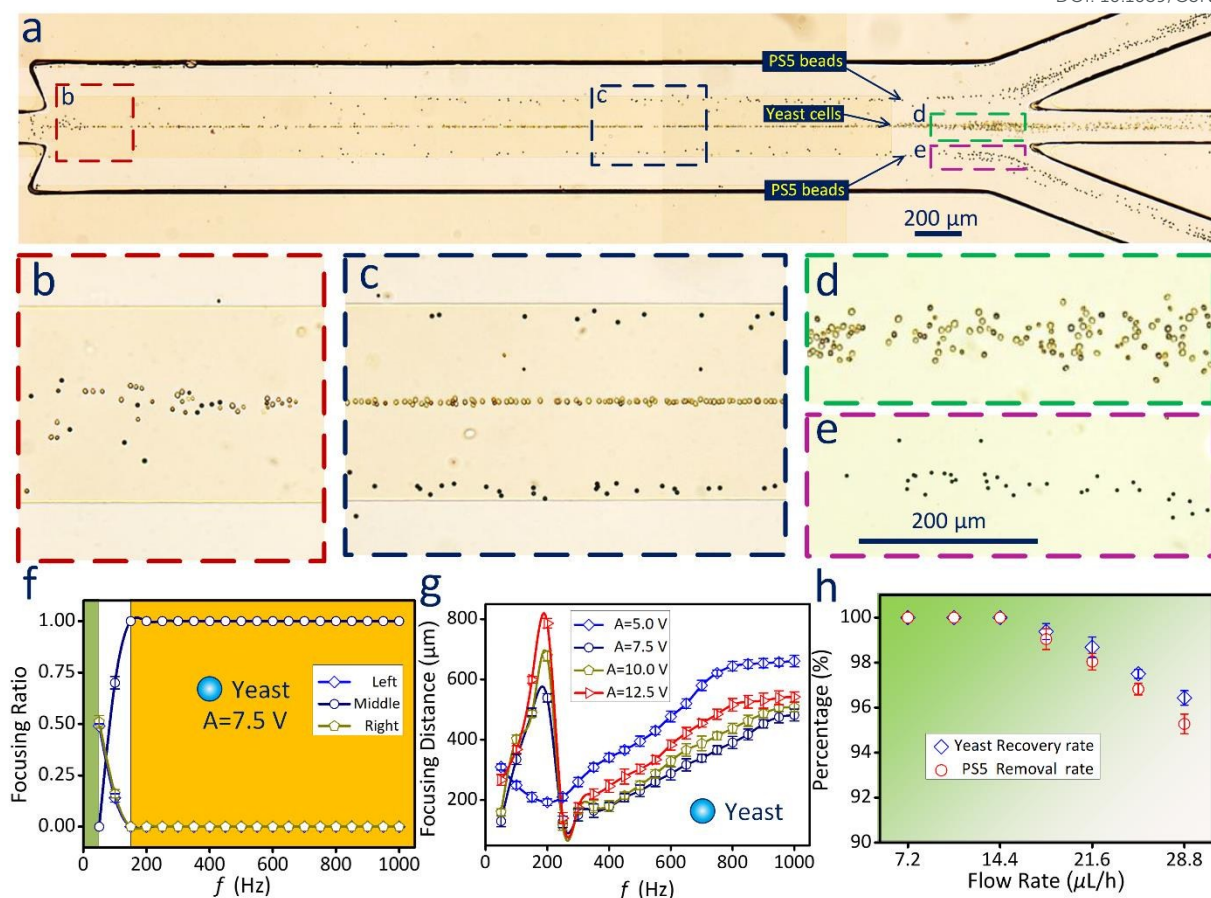 a
b
c
d
e
PS5 beads
Yeast cells
PS5 beads
200 μm
b
c
d
e
200 μm
f
Focusing Ratio
1.00
0.75
0.50
0.25
0.00
Yeast
A=7.5 V
Left
Middle
Right
0 200 400 600 800 1000
f (Hz)
g
Focusing Distance (μm)
800
600
400
200
A=5.0 V
A=7.5 V
A=10.0 V
A=12.5 V
Yeast
0 200 400 600 800 1000
f (Hz)
h
Percentage (%)
100
98
96
94
92
90
Yeast Recovery rate
PS5 Removal rate
7.2 14.4 21.6 28.8
Flow Rate (μL/h)